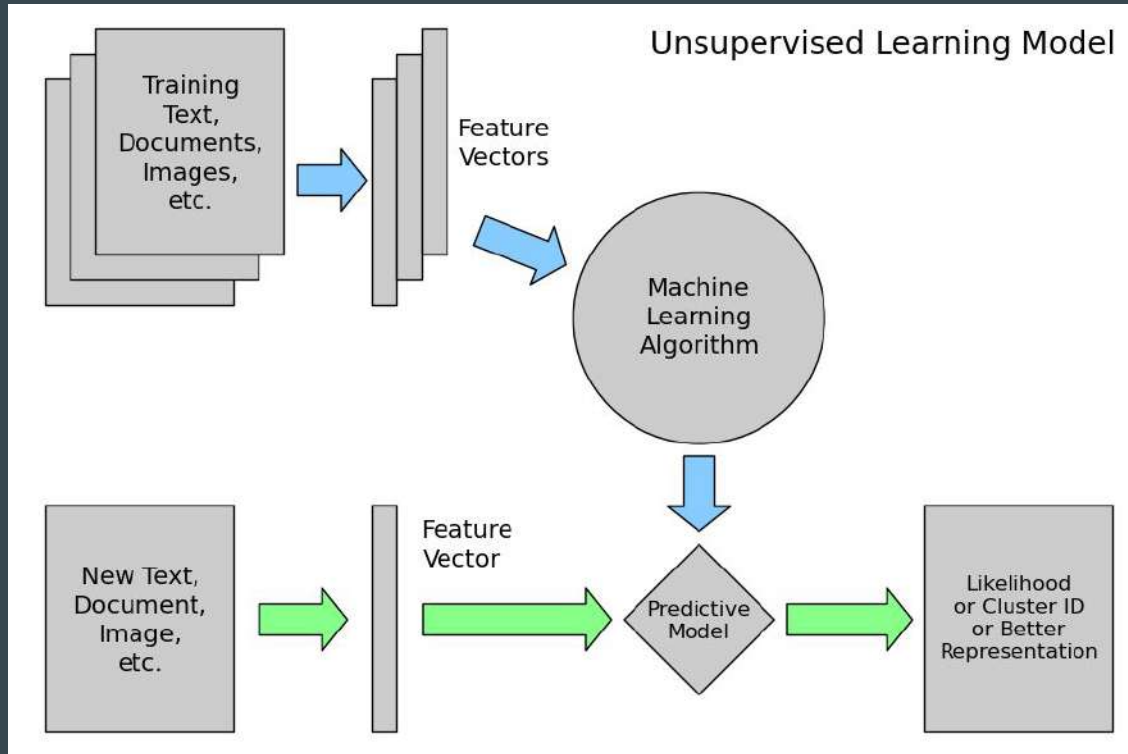 Unsupervised Learning Model
Training
Text,
Documents,
Images,
etc.
Feature
Vectors
Machine
Learning
Algorithm
New Text,
Document,
Image,
etc.
Feature
Vector
Predictive
Model
Likelihood
or Cluster ID
or Better
Representation